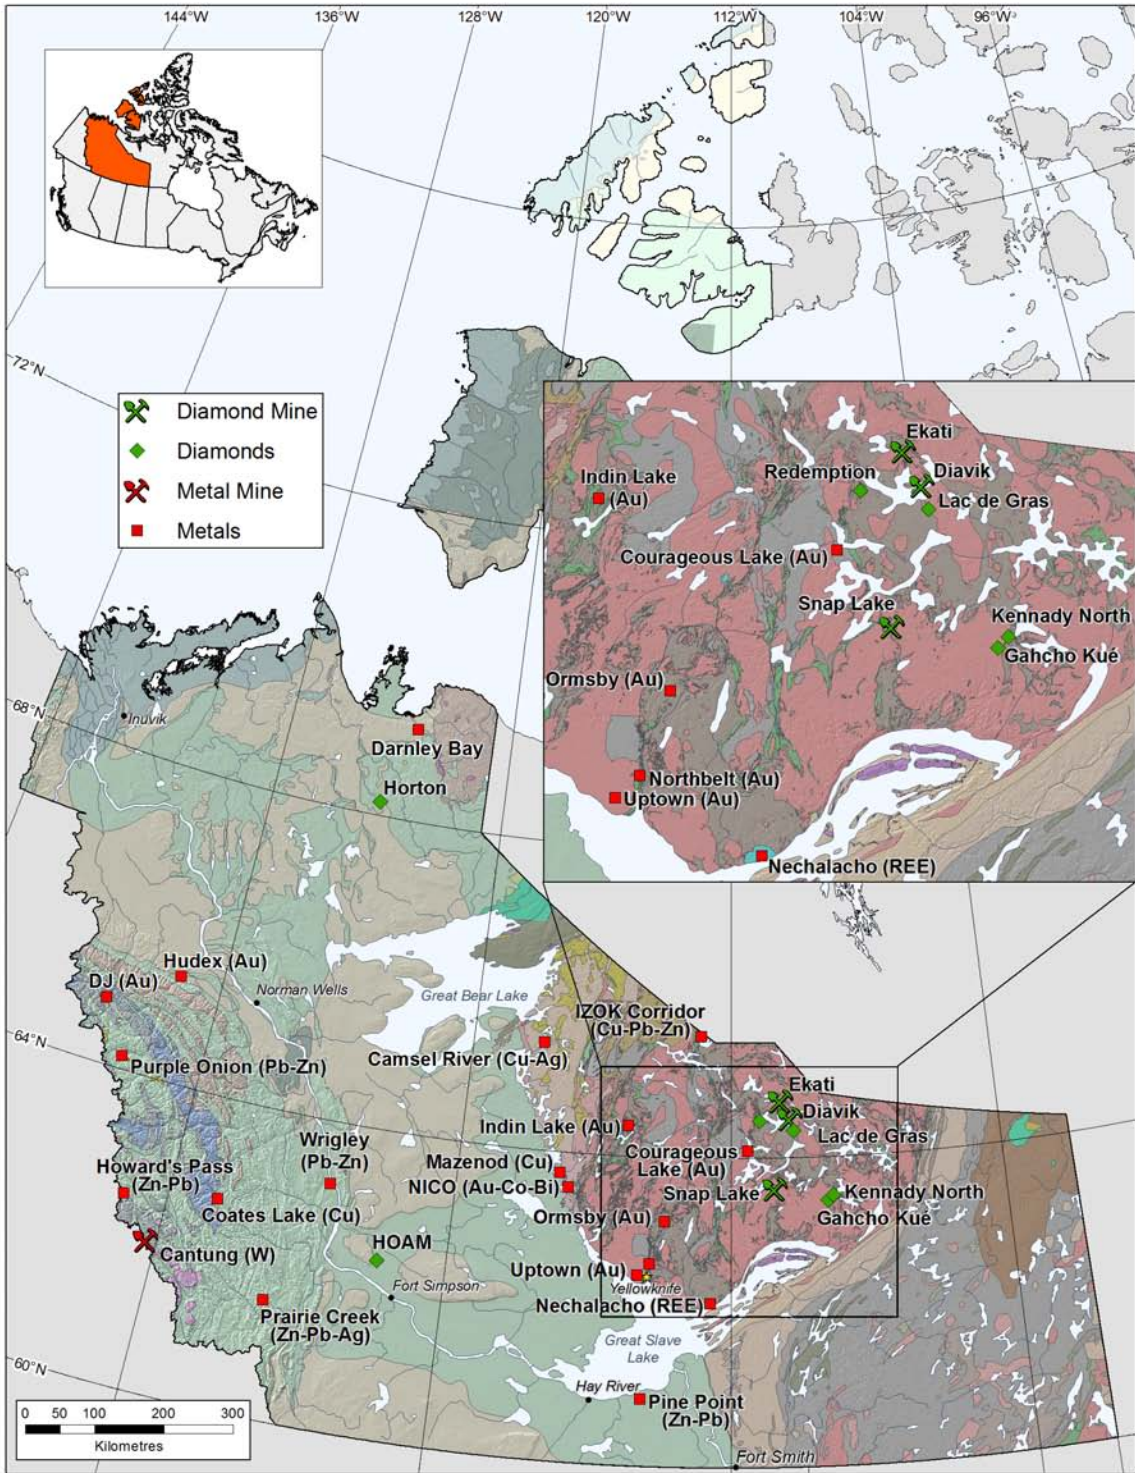 144°W
136°W
128°W
120°W
112°W
104°W
96°W
72°N
68°N
64°N
60°N
Diamond Mine
Diamonds
Metal Mine
Metals
Ekati
Redemption
Diavik
Lac de Gras
Indin Lake
(Au)
Courageous Lake (Au)
Snap Lake
Kennady North
Gahcho Kué
Ormsby (Au)
Northbelt (Au)
Uptown (Au)
Nechalacho (REE)
Inuvik
Darnley Bay
Horton
Hudex (Au)
DJ (Au)
Norman Wells
Great Bear Lake
IZOK Corridor
(Cu-Pb-Zn)
Camsel River (Cu-Ag)
Purple Onion (Pb-Zn)
Ekati
Diavik
Lac de Gras
Indin Lake (Au)
Courageous
Lake (Au)
Wrigley
(Pb-Zn)
Mazenod (Cu)
NICO (Au-Co-Bi)
Snap Lake
Kennady North
Gahcho Kué
Howard's Pass
(Zn-Pb)
Coates Lake (Cu)
Ormsby (Au)
Cantung (W)
HOAM
Uptown (Au)
Yellowknife
Fort Simpson
Nechalacho (REE)
Prairie Creek
(Zn-Pb-Ag)
Great Slave
Lake
Hay River
Pine Point
(Zn-Pb)
Fort Smith
0 50 100 200 300
Kilometres